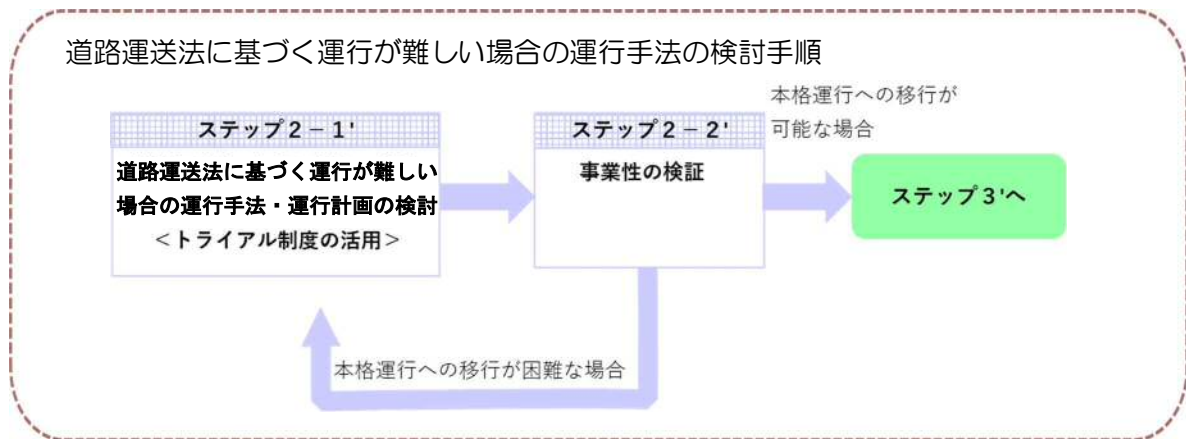 道路運送法に基づく運行が難しい場合の運行手法の検討手順
ステップ2－1'
道路運送法に基づく運行が難しい
場合の運行手法・運行計画の検討
＜トライアル制度の活用＞
ステップ2－2'
事業性の検証
本格運行への移行が
可能な場合
ステップ3'へ
本格運行への移行が困難な場合